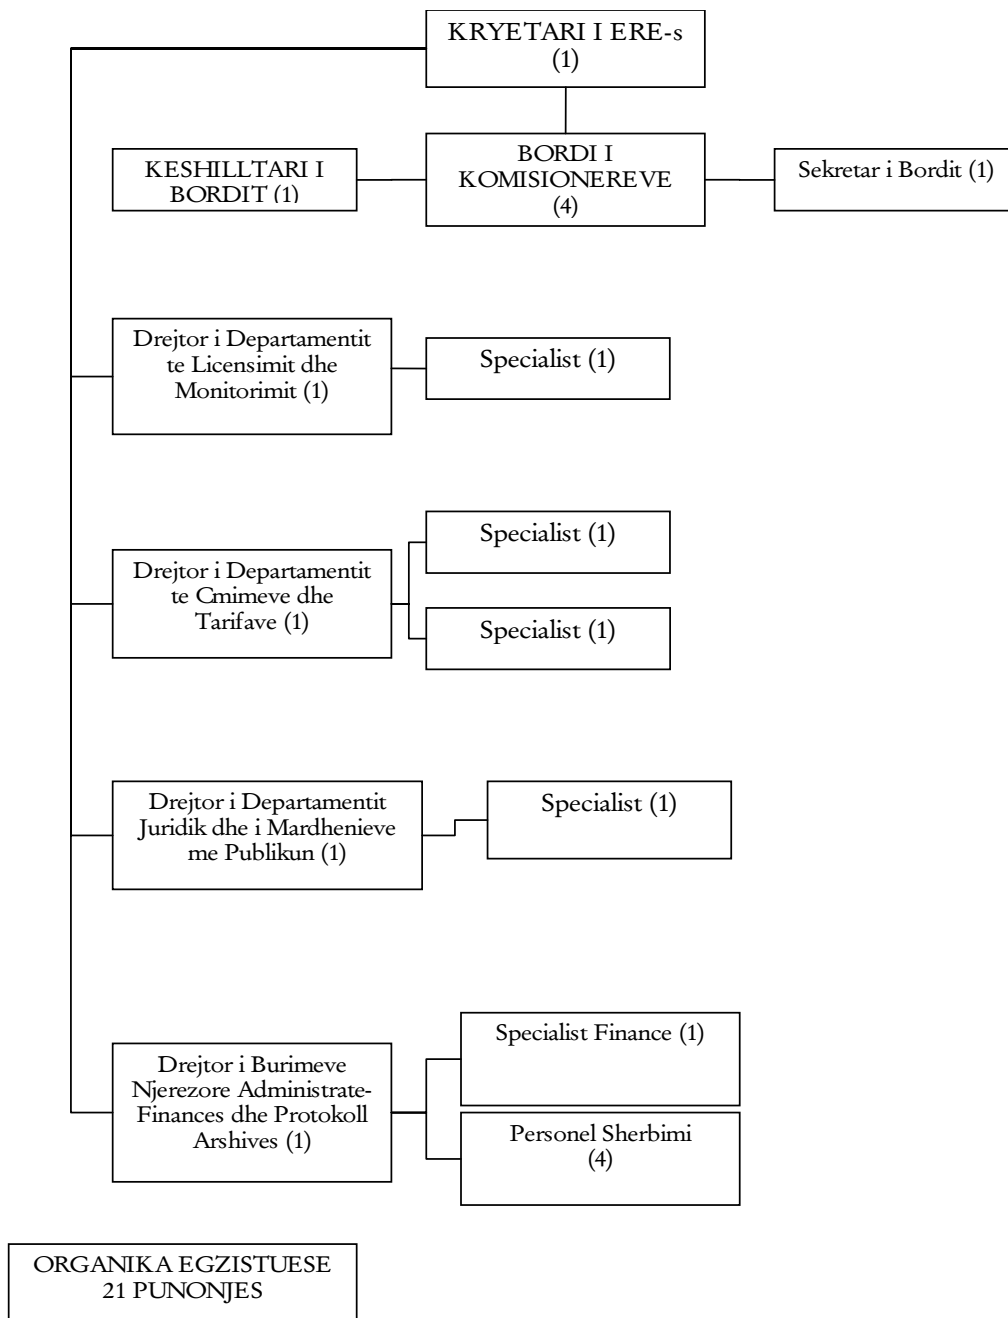 KRYETARI I ERE-s
(1)
KESHILLTARI I
BORDIT (1)
BORDI I
KOMISIONEREVE
(4)
Sekretar i Bordit (1)
Drejtor i Departamentit
te Licensimit dhe
Monitorimit (1)
Specialist (1)
Drejtor i Departamentit
te Cmimeve dhe
Tarifave (1)
Specialist (1)
Specialist (1)
Drejtor i Departamentit
Juridik dhe i Mardhenieve
me Publikun (1)
Specialist (1)
Drejtor i Burimeve
Njerezore Administrate-
Finances dhe Protokoll
Arshives (1)
Specialist Finance (1)
Personel Sherbimi
(4)
ORGANIKA EGZISTUESE
21 PUNONJES